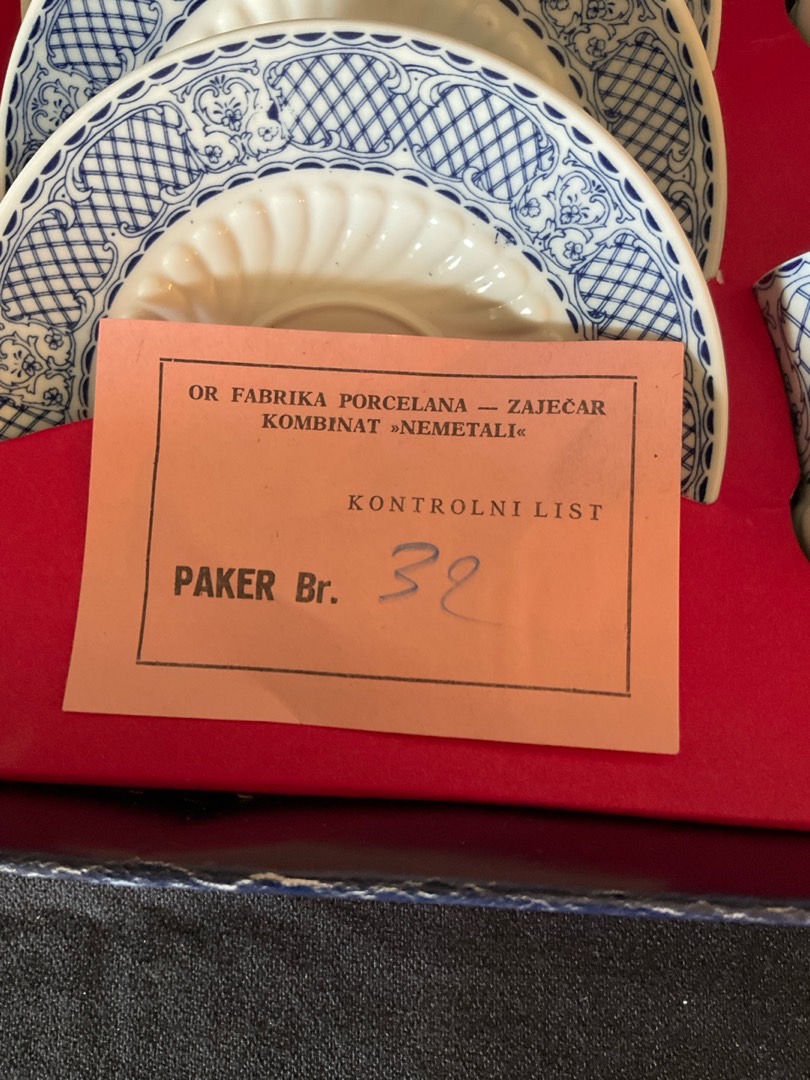 OR FABRIKA PORCELANA — ZAJEČAR
KOMBINAT »NEMETALI«
KONTROLNI LIST
PAKER Br. 32